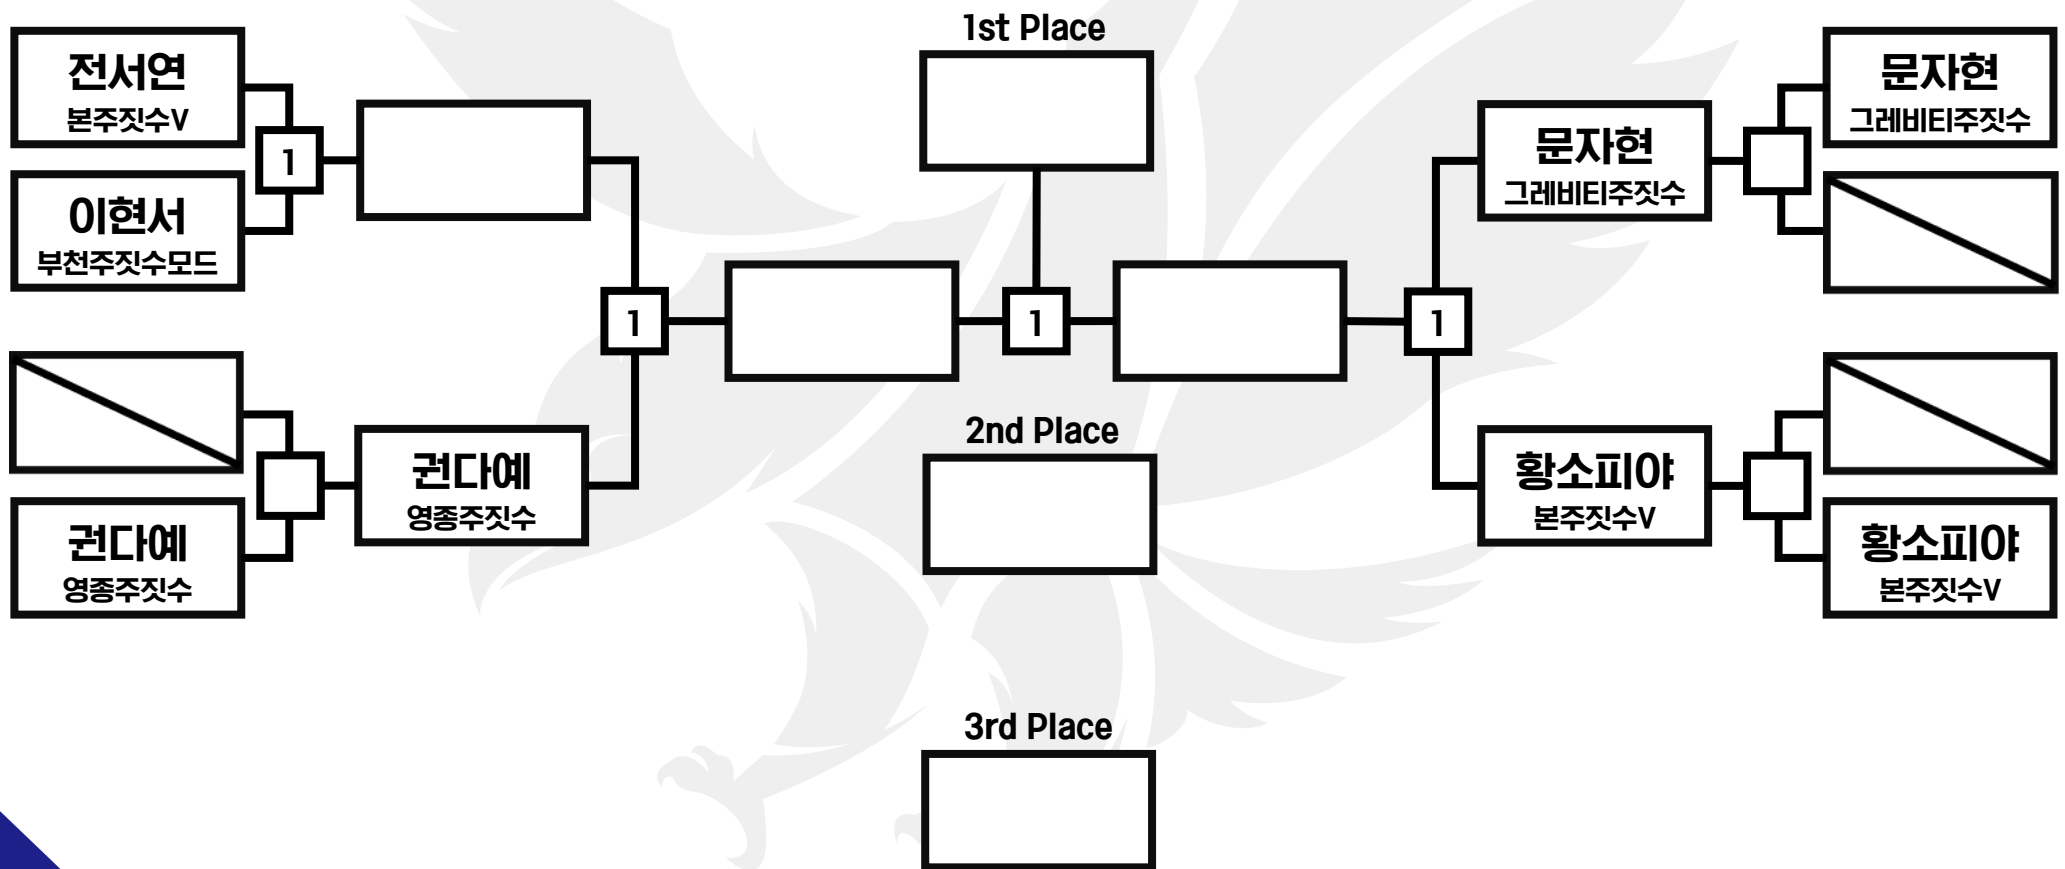 전서연
본주짓수V
1
이현서
부천주짓수모드
권다예
영종주짓수
권다예
영종주짓수
1
1st Place
1
2nd Place
3rd Place
1
문자현
그레비티주짓수
황소피야
본주짓수V
문자현
그레비티주짓수
황소피야
본주짓수V